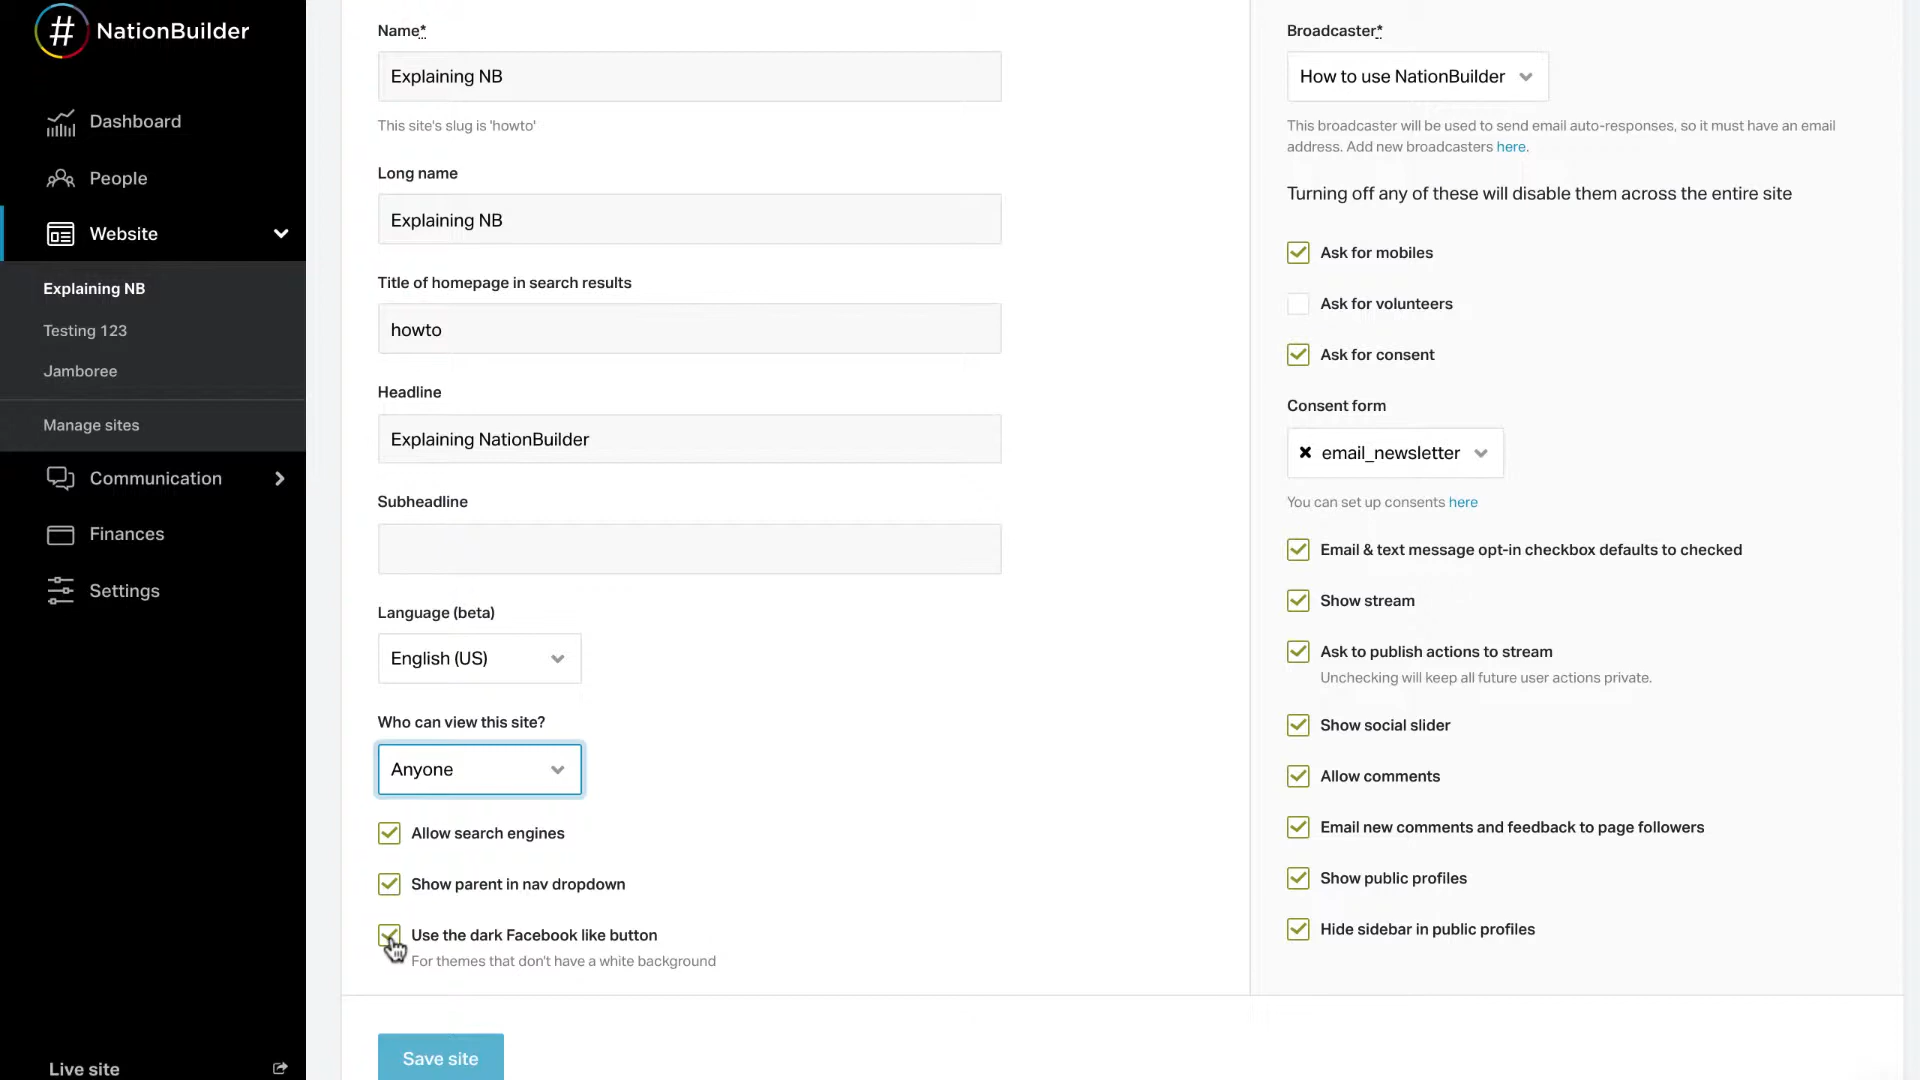 # NationBuilder
Dashboard
People
Website
Explaining NB
Testing 123
Jamboree
Manage sites
Communication
Finances
Settings
Live site
Name*
Explaining NB
This site's slug is 'howto'
Long name
Explaining NB
Title of homepage in search results
howto
Headline
Explaining NationBuilder
Subheadline
Language (beta)
English (US)
Who can view this site?
Anyone
Allow search engines
Show parent in nav dropdown
Use the dark Facebook like button
For themes that don't have a white background
Save site
Broadcaster*
How to use NationBuilder
This broadcaster will be used to send email auto-responses, so it must have an email
address. Add new broadcasters here.
Turning off any of these will disable them across the entire site
Ask for mobiles
Ask for volunteers
Ask for consent
Consent form
email_newsletter
You can set up consents here
Email & text message opt-in checkbox defaults to checked
Show stream
Ask to publish actions to stream
Unchecking will keep all future user actions private.
Show social slider
Allow comments
Email new comments and feedback to page followers
Show public profiles
Hide sidebar in public profiles